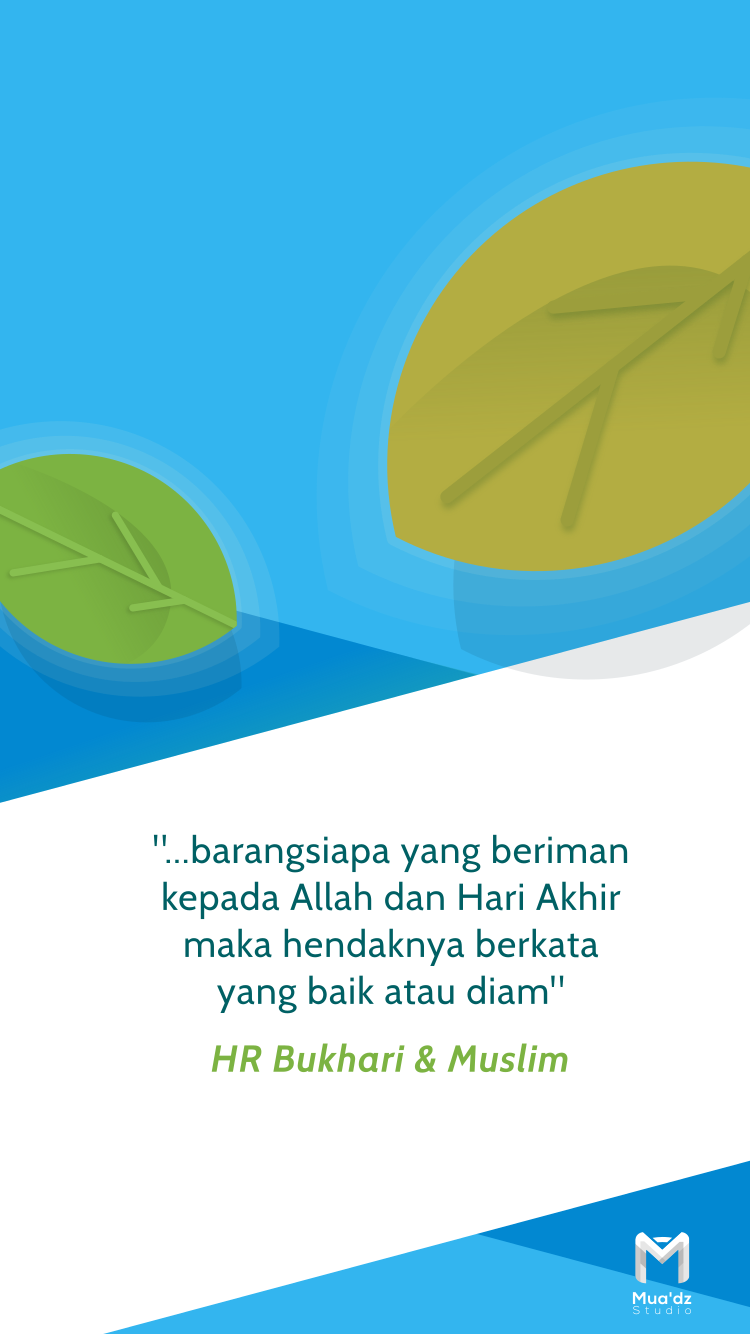 "...barangsiapa yang beriman
kepada Allah dan Hari Akhir
maka hendaknya berkata
yang baik atau diam"
HR Bukhari & Muslim
Mua'dz
Studio